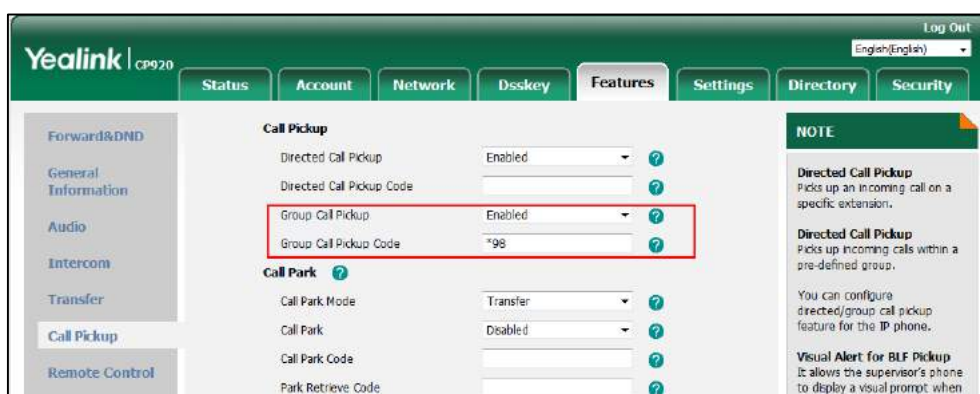 Log Out
Yealink CP920
English(English)
Status Account Network Dsskey Features Settings Directory Security
Forward&DND
General
Information
Audio
Intercom
Transfer
Call Pickup
Remote Control
Call Pickup
Directed Call Pickup Enabled
Directed Call Pickup Code
Group Call Pickup Enabled
Group Call Pickup Code *98
Call Park
Call Park Mode Transfer
Call Park Disabled
Call Park Code
Park Retrieve Code
NOTE
Directed Call Pickup
Picks up an incoming call on a
specific extension.
Directed Call Pickup
Picks up incoming calls within a
pre-defined group.
You can configure
directed/group call pickup
feature for the IP phone.
Visual Alert for BLF Pickup
It allows the supervisor's phone
to display a visual prompt when